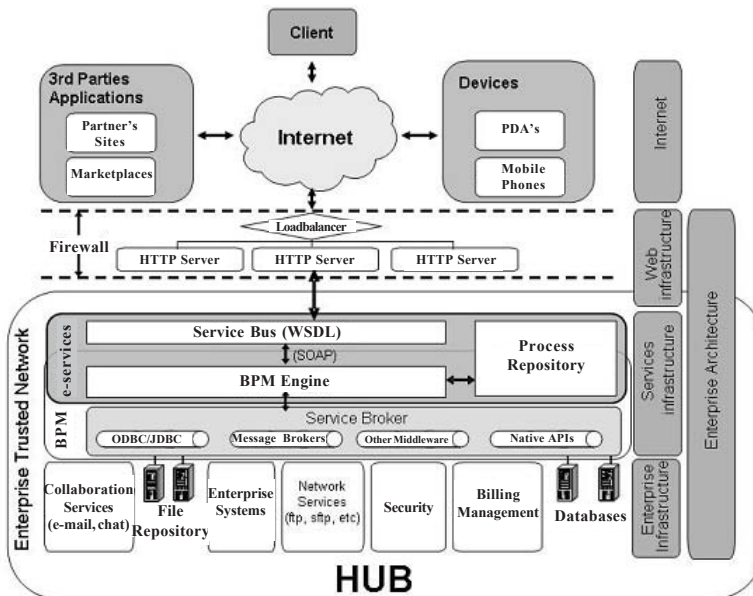 Client
3rd Parties
Applications
Partner's
Sites
Marketplaces
Internet
Devices
PDA's
Mobile
Phones
Internet
Firewall
Loadbalancer
HTTP Server
HTTP Server
HTTP Server
Web
infrastructure
Enterprise Architecture
Enterprise Trusted Network
e-services
BPM
Service Bus (WSDL)
(SOAP)
BPM Engine
Process
Repository
Services
infrastructure
Service Broker
ODBC/JDBC
Message Brokers
Other Middleware
Native APIs
Collaboration
Services
(e-mail, chat)
File
Repository
Enterprise
Systems
Network
Services
(ftp, sftp, etc)
Security
Billing
Management
Databases
Enterprise
Infrastructure
HUB